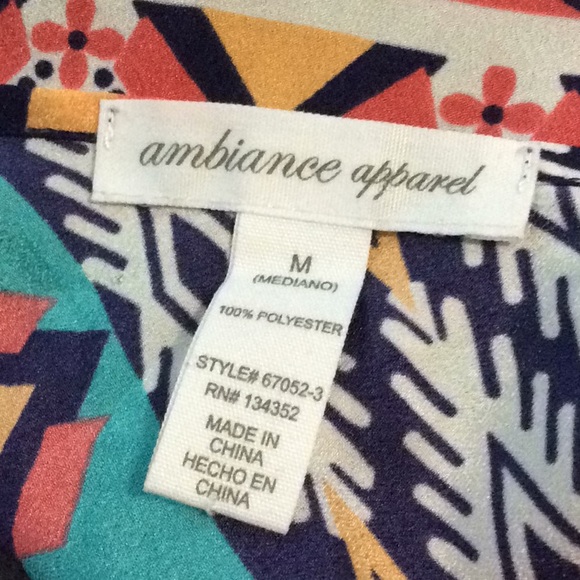 ambiance apparel
M
(MEDIANO)
100% POLYESTER
STYLE# 67052-3
RN# 134352
MADE IN
CHINA
HECHO EN
CHINA